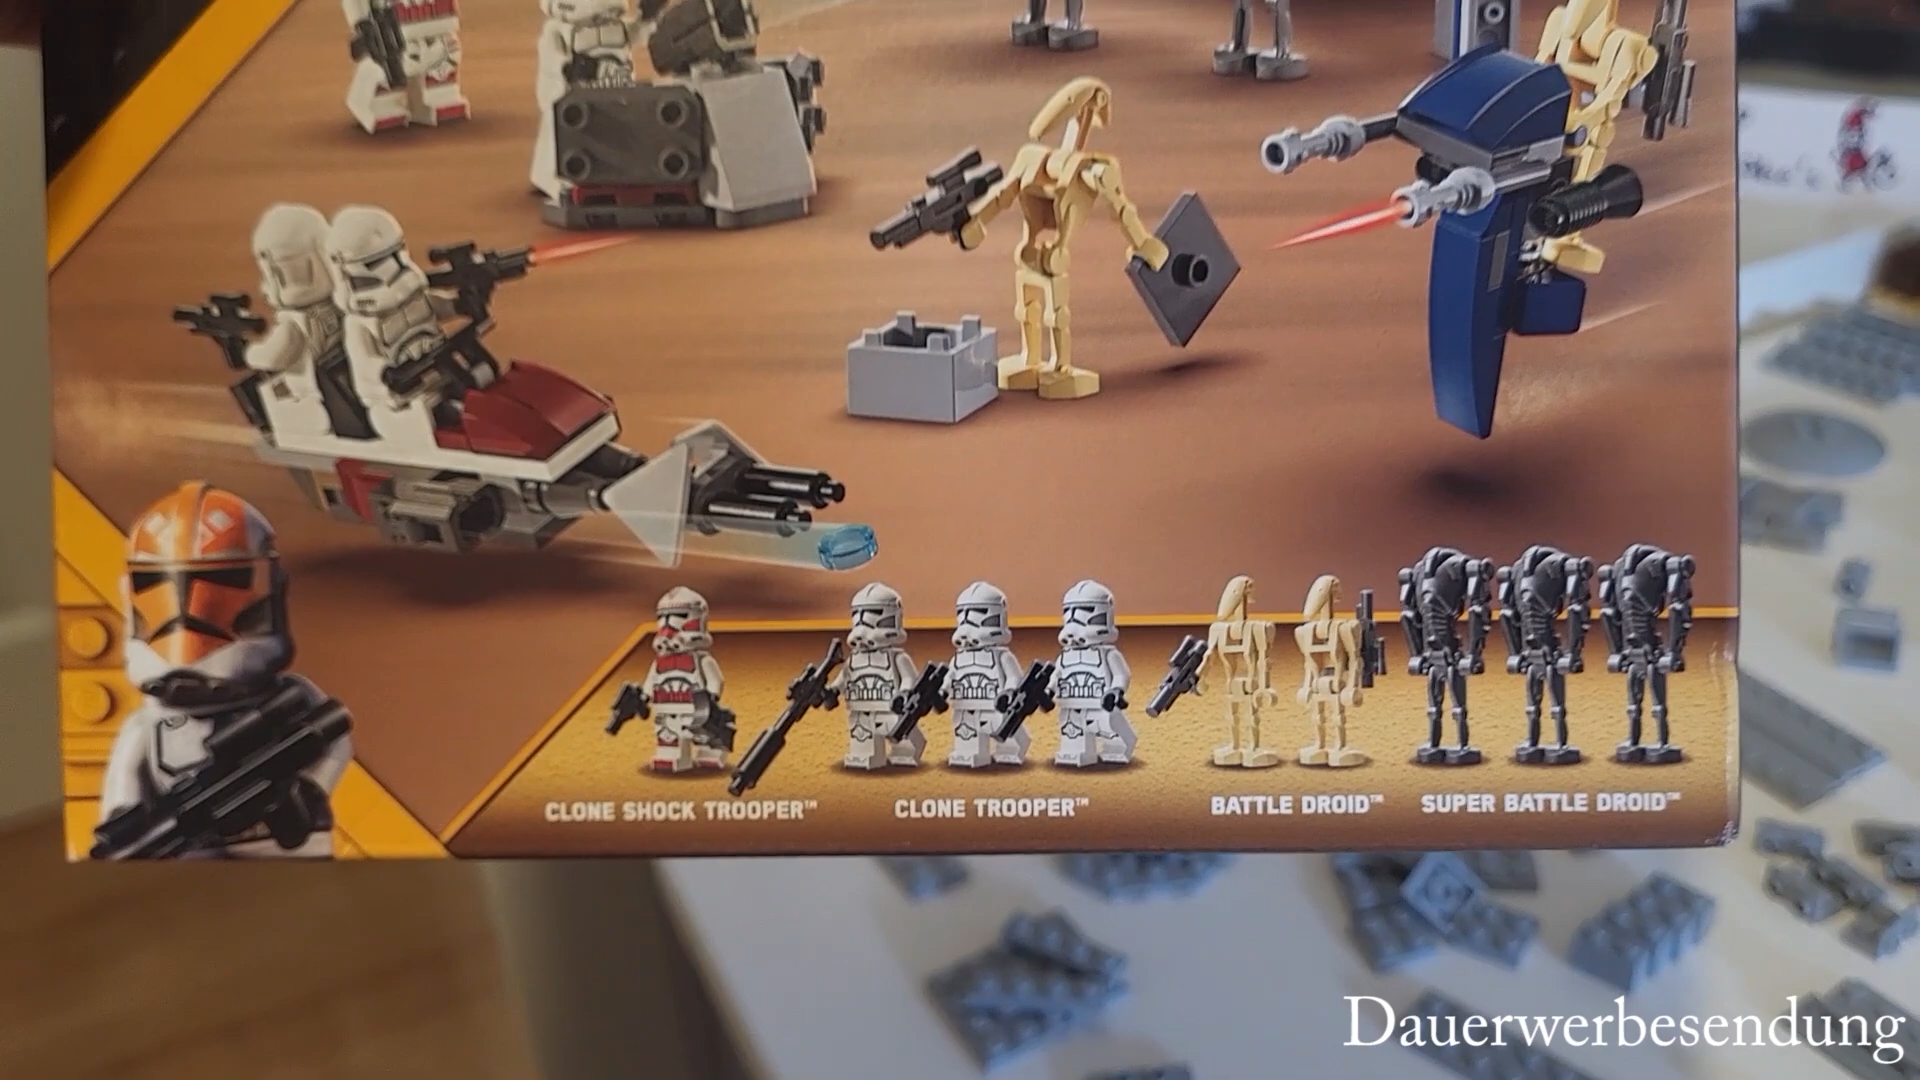 CLONE SHOCK TROOPER™
CLONE TROOPER™
BATTLE DROID™
SUPER BATTLE DROID™
Dauerwerbesendung